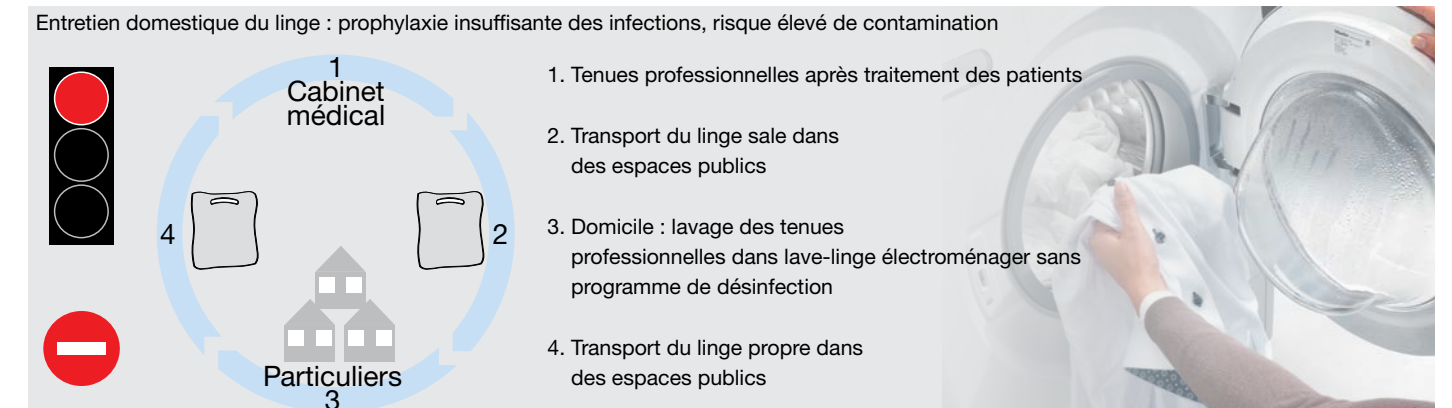 Entretien domestique du linge : prophylaxie insuffisante des infections, risque élevé de contamination
1
Cabinet
médical
4
2
Particuliers
3
1. Tenues professionnelles après traitement des patients
2. Transport du linge sale dans
des espaces publics
3. Domicile : lavage des tenues
professionnelles dans lave-linge électroménager sans
programme de désinfection
4. Transport du linge propre dans
des espaces publics